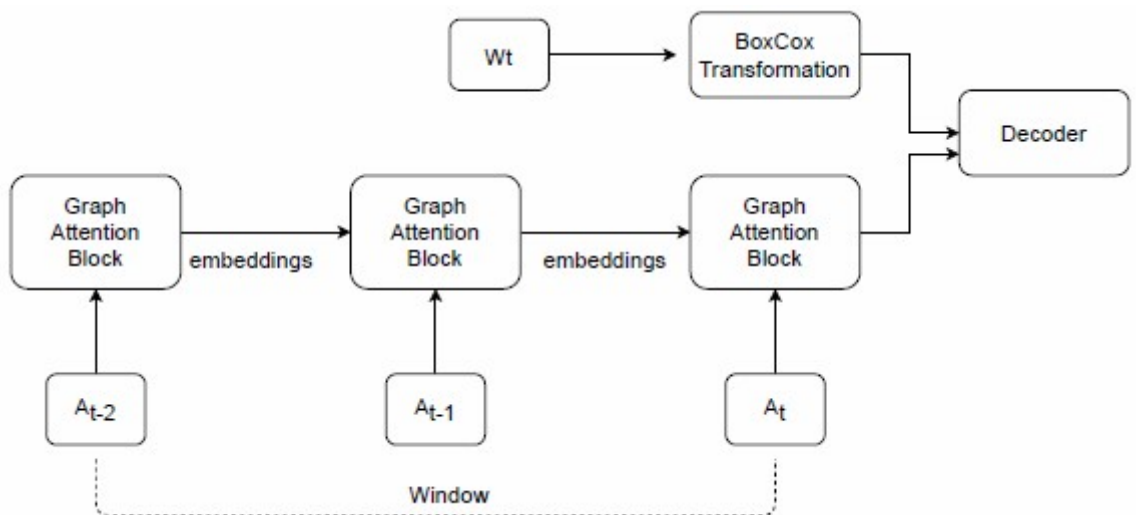 Wt
BoxCox
Transformation
Decoder
Graph
Attention
Block
embeddings
Graph
Attention
Block
embeddings
Graph
Attention
Block
At-2
At-1
At
Window